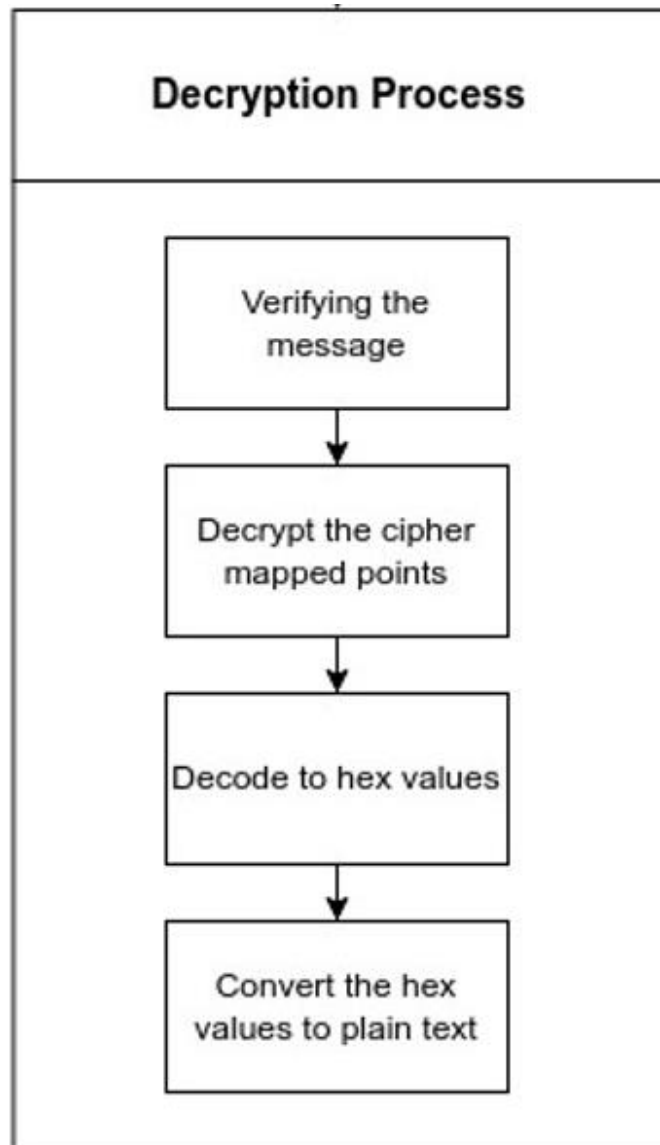 Decryption Process
Verifying the
message
Decrypt the cipher
mapped points
Decode to hex values
Convert the hex
values to plain text